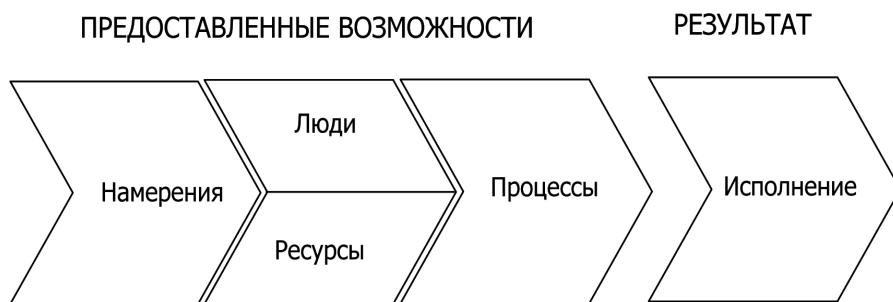 ПРЕДОСТАВЛЕННЫЕ ВОЗМОЖНОСТИ
РЕЗУЛЬТАТ
Намерения
Люди
Ресурсы
Процессы
Исполнение